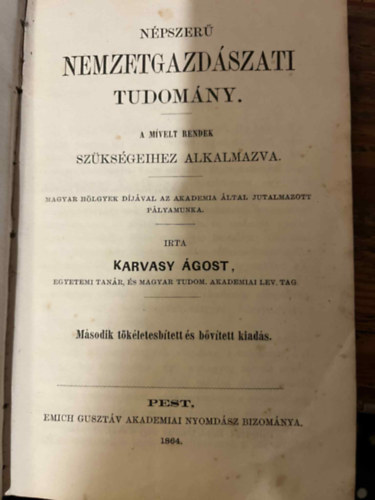 NÉPSZERŰ
NEMZETGAZDÁSZATI
TUDOMÁNY.
A MÍVELT RENDEK
SZÜKSÉGEIHEZ ALKALMAZVA.
MAGYAR HÖLGYEK DÍJÁVAL AZ AKADEMIA ÁLTAL JUTALMAZOTT
PÁLYAMUNKA.
IRTA
KARVASY ÁGOST,
EGYETEMI TANÁR, ÉS MAGYAR TUDOM. AKADEMIAI LEV. TAG.
Második tökéletesbített és bővített kiadás.
PEST.
EMICH GUSZTÁV AKADEMIAI NYOMDÁSZ BIZOMÁNYA.
1864.